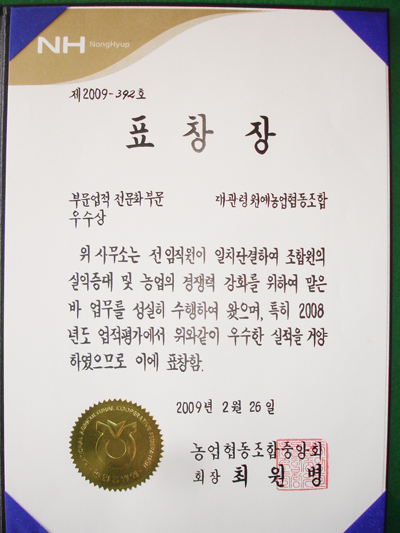 NH NongHyup
제2009-392호
표 창 장
부문업적 전문화부문 대관령원예농업협동조합
우수상
위 사무소는 전 임직원이 일치단결하여 조합원의
실익증대 및 농업의 경쟁력 강화를 위하여 맡은
바 업무를 성실히 수행하여 왔으며, 특히 2008
년도 업적평가에서 위와같이 우수한 실적을 거양
하였으므로 이에 표창함.
2009년 2월 26일
농업협동조합중앙회
회장 최원병